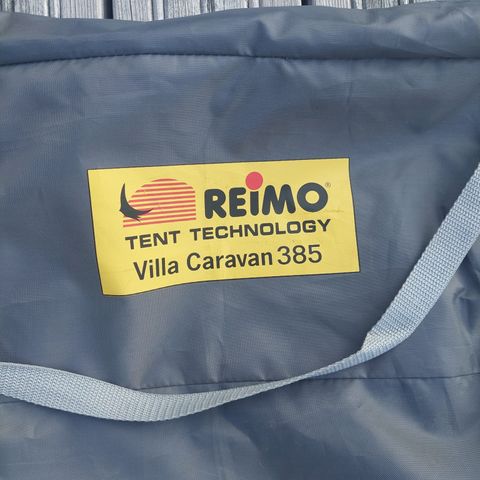 REIMO®
TENT TECHNOLOGY
Villa Caravan 385